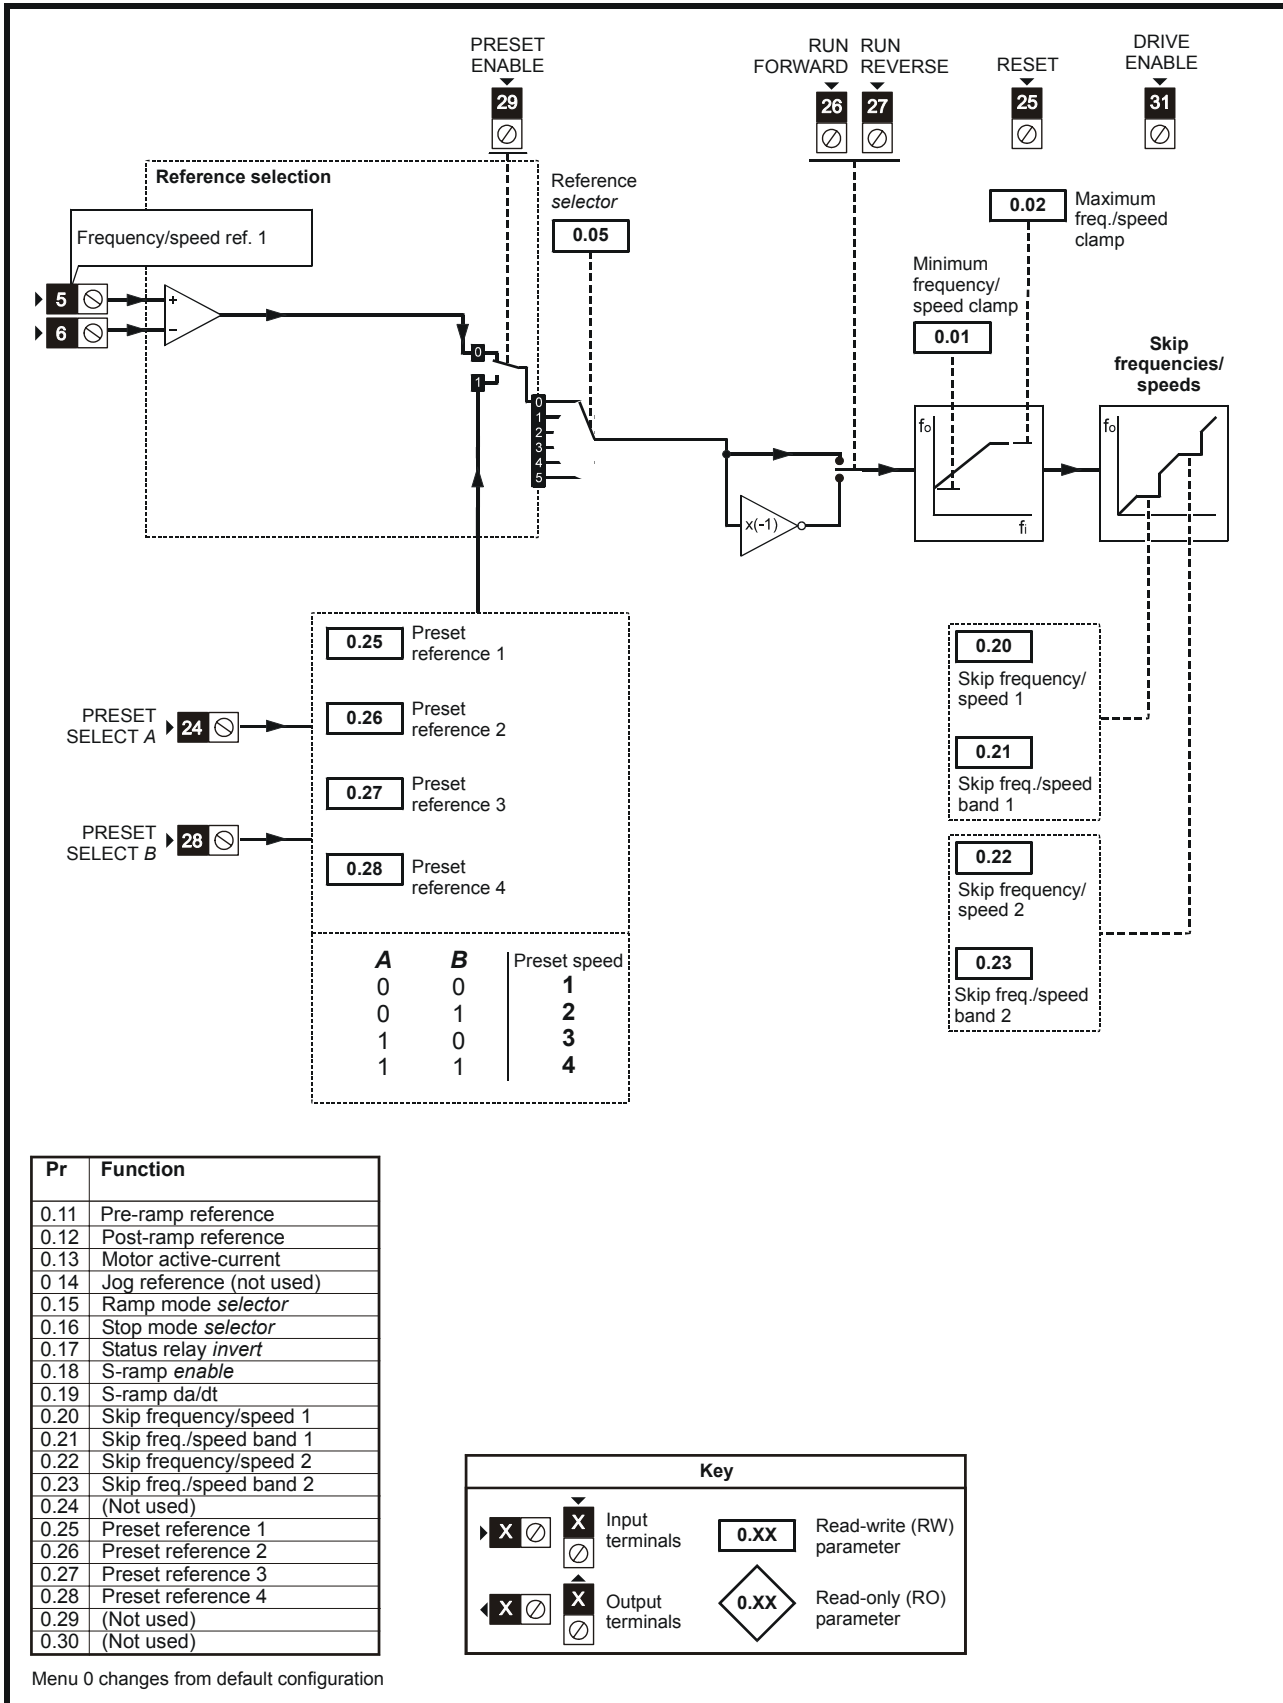 PRESET
ENABLE
29
RUN
FORWARD
26
RUN
REVERSE
27
RESET
25
DRIVE
ENABLE
31
Reference selection
Frequency/speed ref. 1
5
6
+
−
0
1
0
1
2
3
4
5
Reference
selector
0.05
x(-1)
Minimum
frequency/
speed clamp
0.01
0.02
Maximum
freq./speed
clamp
fo
fi
Skip
frequencies/
speeds
fo
PRESET
SELECT A
24
PRESET
SELECT B
28
0.25
Preset
reference 1
0.26
Preset
reference 2
0.27
Preset
reference 3
0.28
Preset
reference 4
A B Preset speed
0 0 1
0 1 2
1 0 3
1 1 4
0.20
Skip frequency/
speed 1
0.21
Skip freq./speed
band 1
0.22
Skip frequency/
speed 2
0.23
Skip freq./speed
band 2
Pr Function
0.11 Pre-ramp reference
0.12 Post-ramp reference
0.13 Motor active-current
0 14 Jog reference (not used)
0.15 Ramp mode selector
0.16 Stop mode selector
0.17 Status relay invert
0.18 S-ramp enable
0.19 S-ramp da/dt
0.20 Skip frequency/speed 1
0.21 Skip freq./speed band 1
0.22 Skip frequency/speed 2
0.23 Skip freq./speed band 2
0.24 (Not used)
0.25 Preset reference 1
0.26 Preset reference 2
0.27 Preset reference 3
0.28 Preset reference 4
0.29 (Not used)
0.30 (Not used)
Menu 0 changes from default configuration
Key
X
X
Input
terminals
0.XX
Read-write (RW)
parameter
X
X
Output
terminals
0.XX
Read-only (RO)
parameter